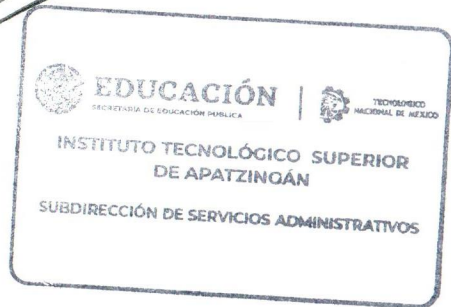 EDUCACIÓN
SECRETARÍA DE EDUCACIÓN PÚBLICA
TECNOLÓGICO
NACIONAL DE MÉXICO
INSTITUTO TECNOLÓGICO SUPERIOR
DE APATZINGÁN
SUBDIRECCIÓN DE SERVICIOS ADMINISTRATIVOS